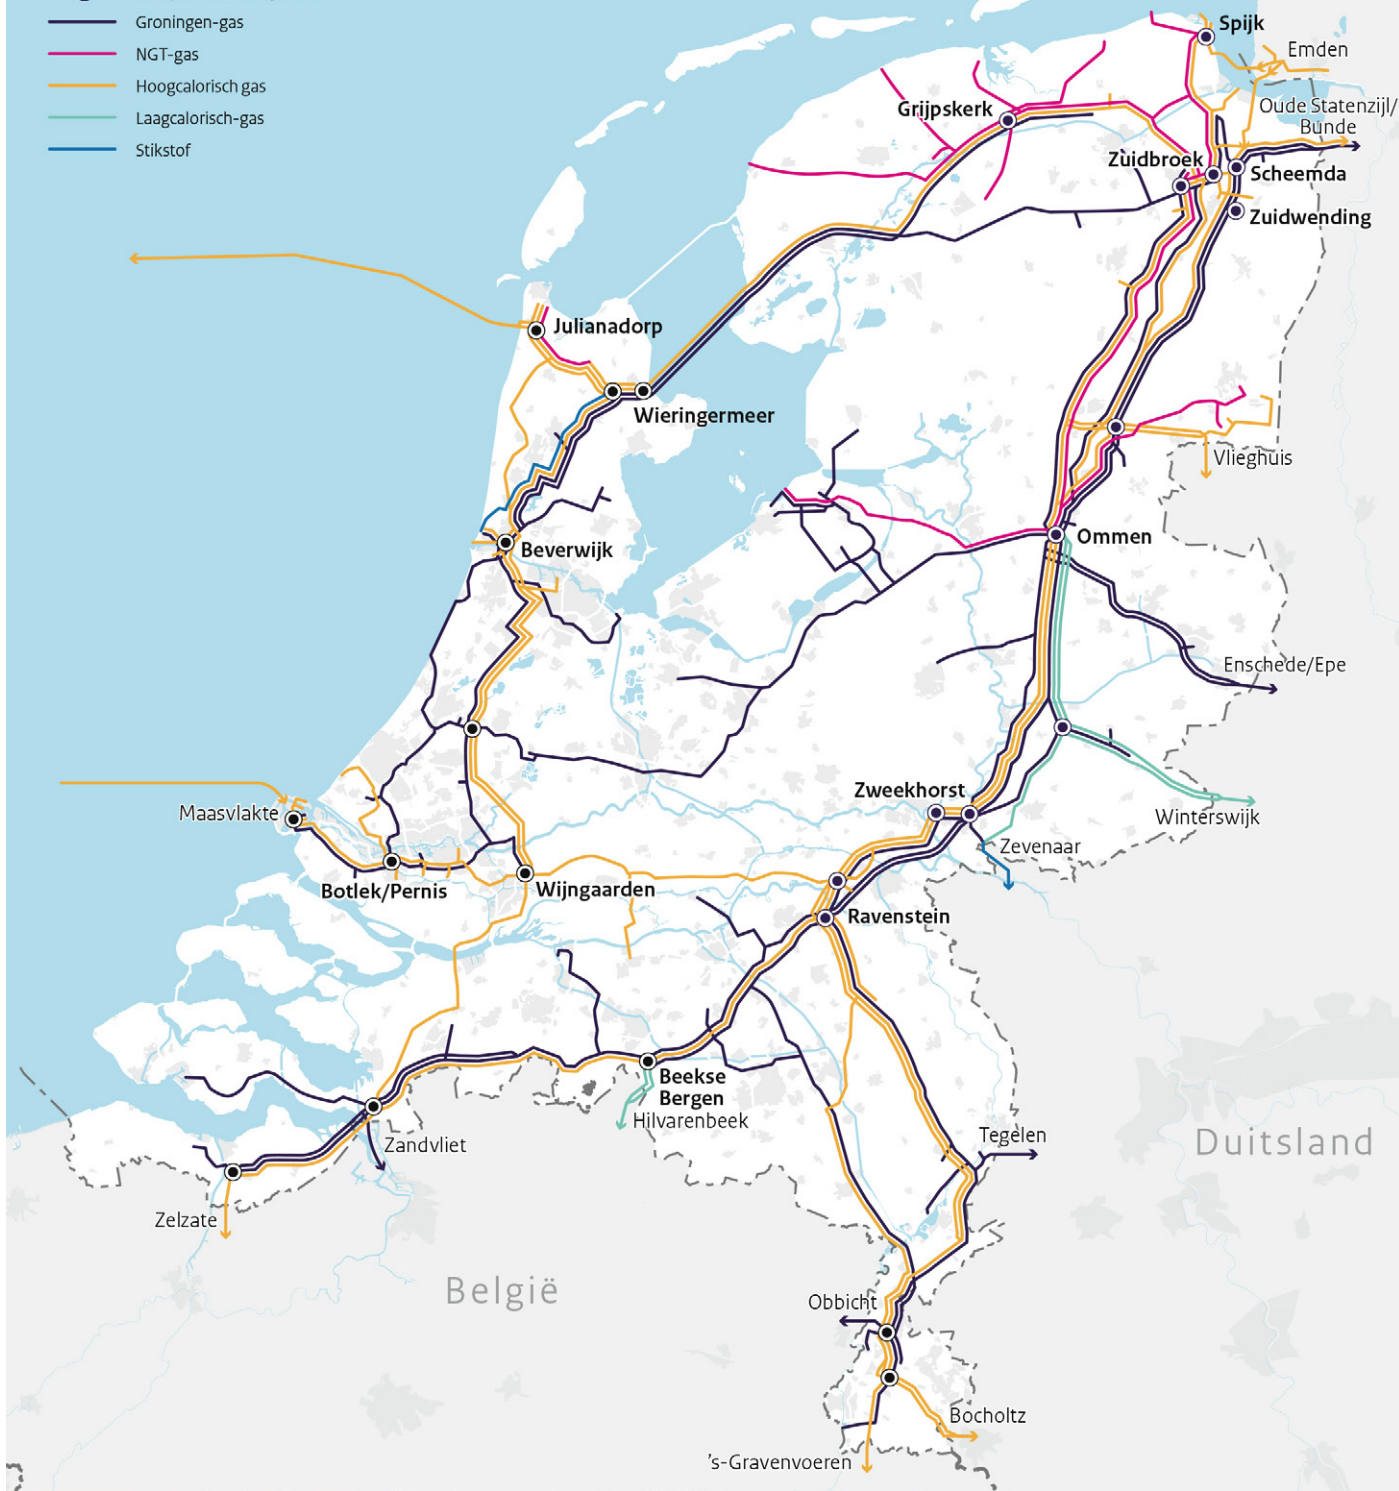 Groningen-gas
NGT-gas
Hoogcalorisch gas
Laagcalorisch-gas
Stikstof
Spijk
Emden
Grijpskerk
Oude Statenzijl/
Bunde
Zuidbroek
Scheemda
Zuidwending
Julianadorp
Wieringermeer
Vlieghuis
Beverwijk
Ommen
Enschede/Epe
Zweekhorst
Maasvlakte
Winterswijk
Zevenaar
Botlek/Pernis
Wijngaarden
Ravenstein
Beekse
Bergen
Hilvarenbeek
Tegelen
Duitsland
Zandvliet
Zelzate
België
Obbicht
Bocholtz
's-Gravenvoeren